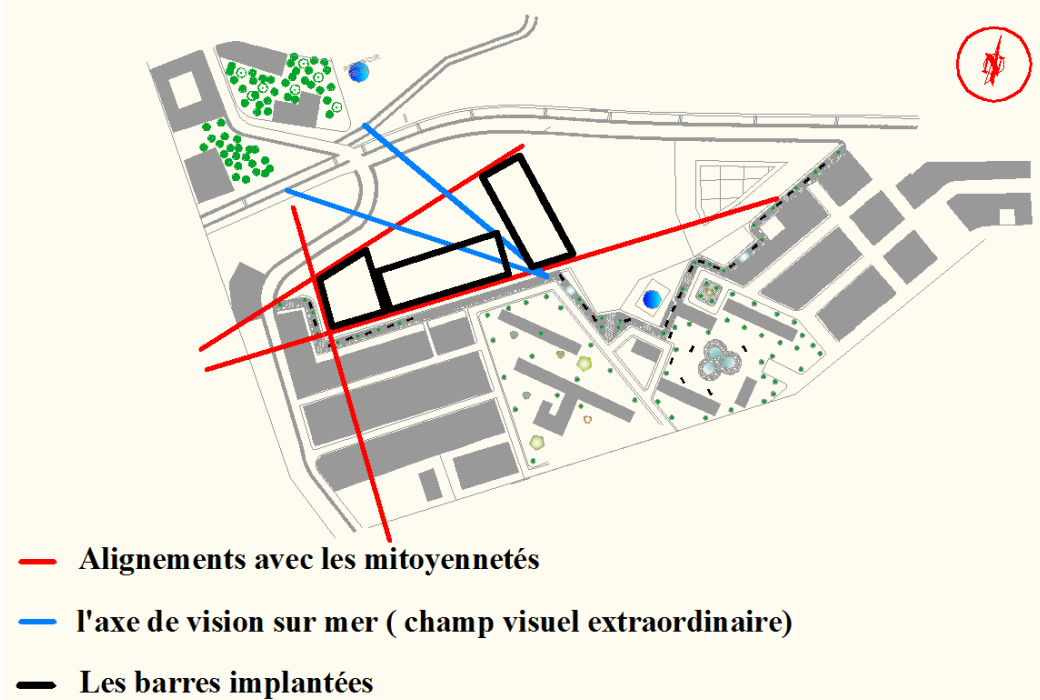 Alignements avec les mitoyennetés
l'axe de vision sur mer ( champ visuel extraordinaire)
Les barres implantées